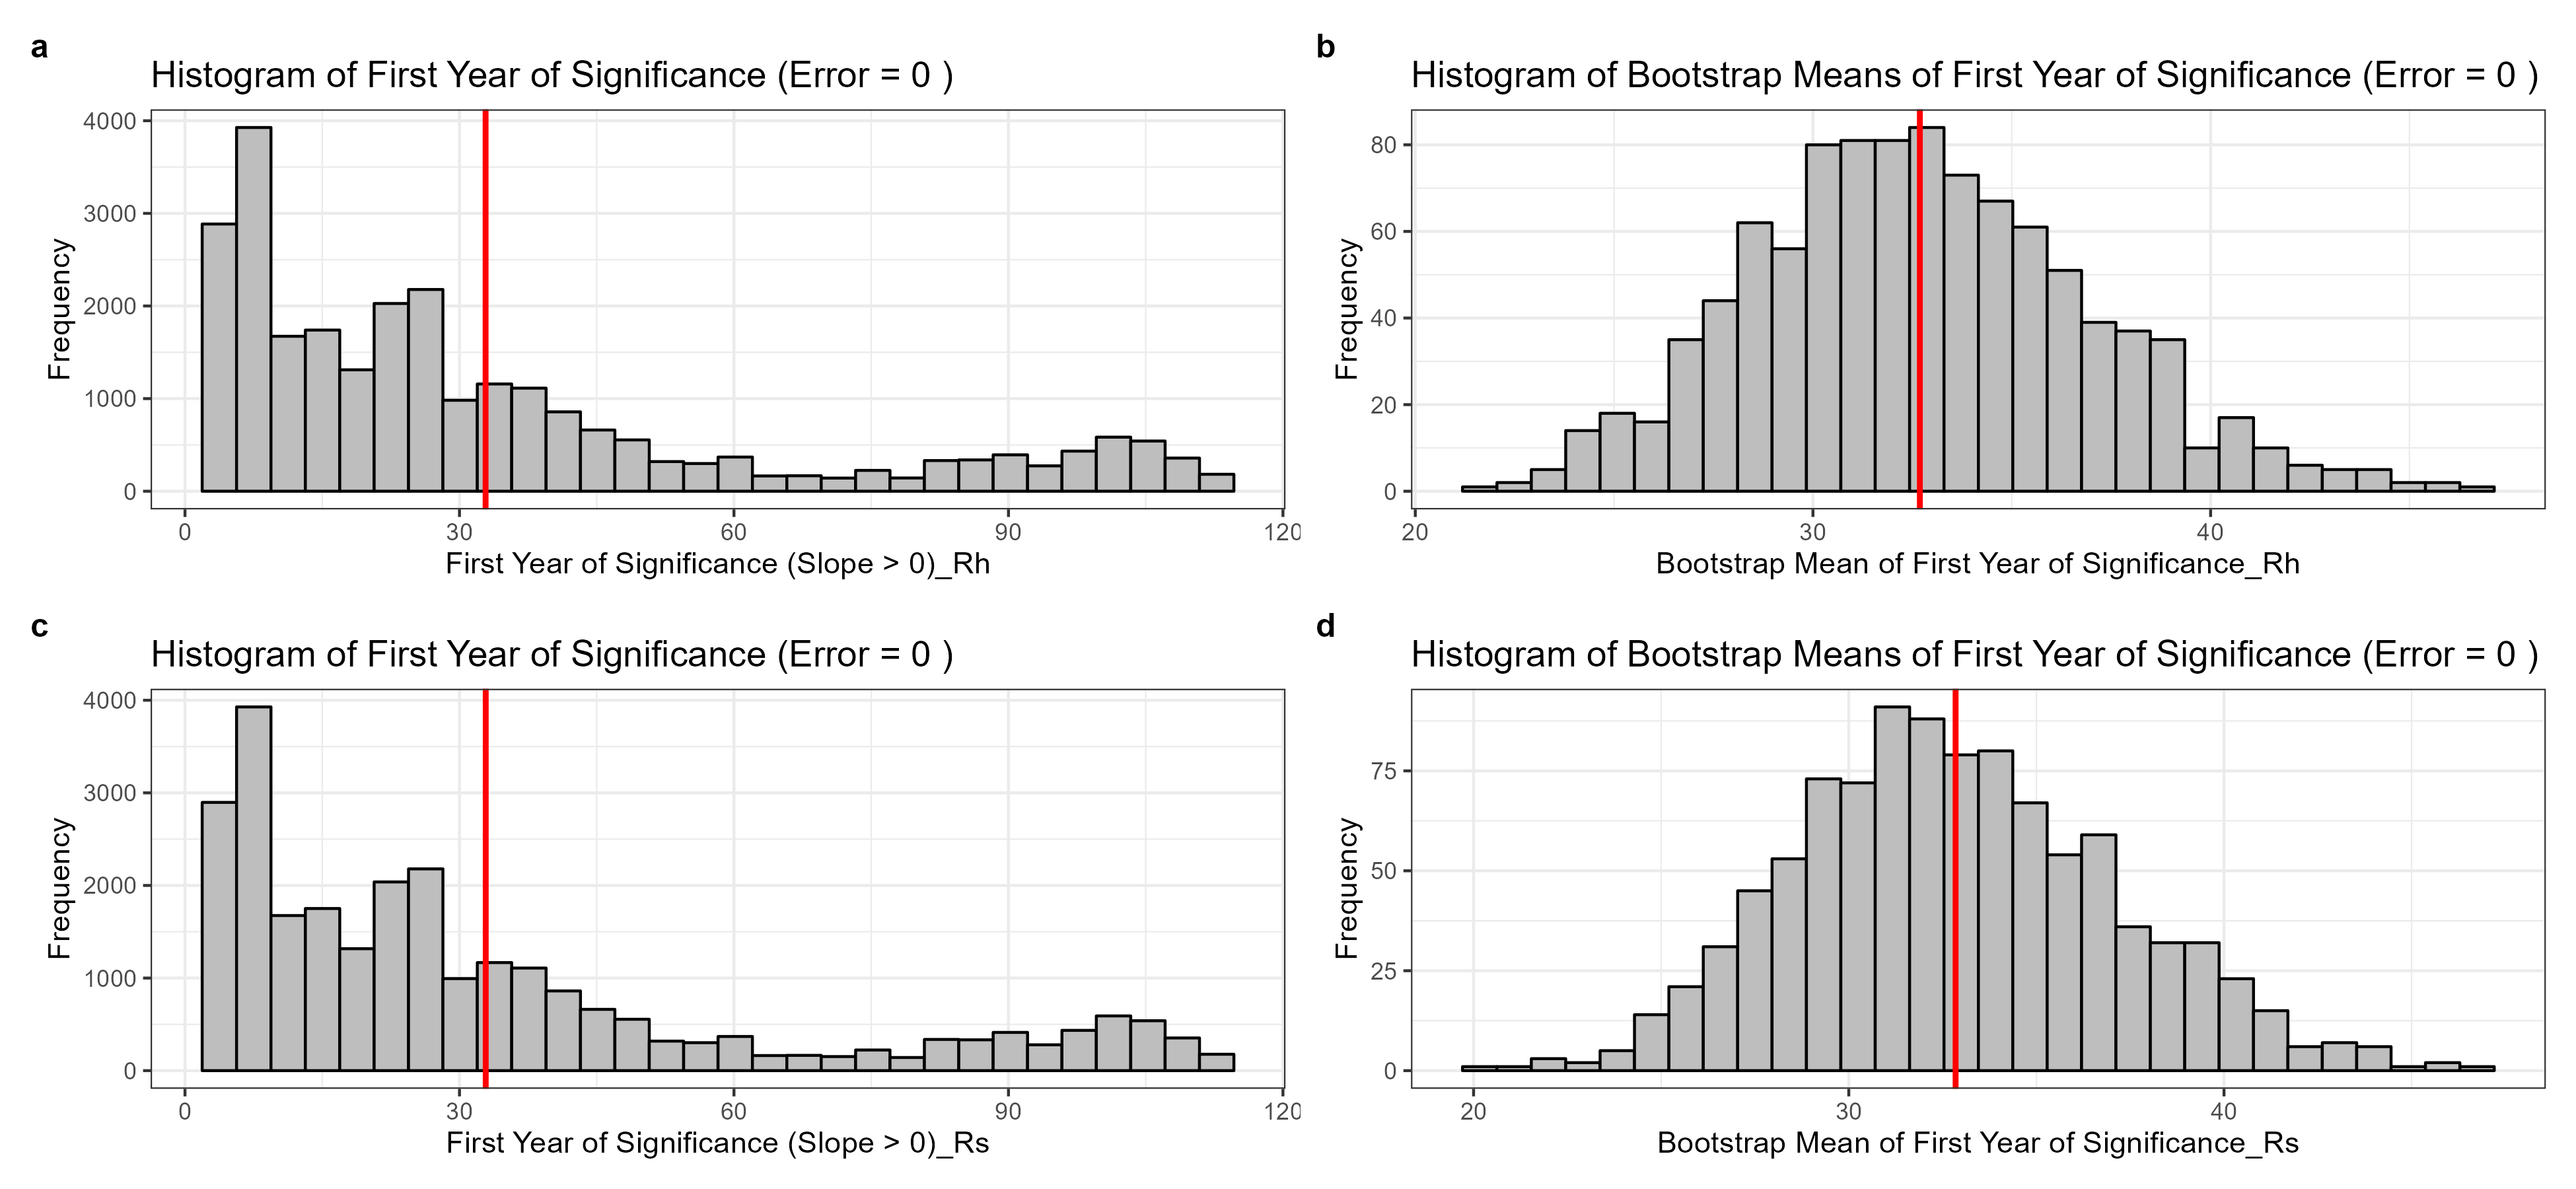 a
Histogram of First Year of Significance (Error = 0 )
4000
3000
2000
1000
0
Frequency
0 30 60 90 120
First Year of Significance (Slope > 0)_Rh
b
Histogram of Bootstrap Means of First Year of Significance (Error = 0 )
80
60
40
20
0
Frequency
20 30 40
Bootstrap Mean of First Year of Significance_Rh
c
Histogram of First Year of Significance (Error = 0 )
4000
3000
2000
1000
0
Frequency
0 30 60 90 120
First Year of Significance (Slope > 0)_Rs
d
Histogram of Bootstrap Means of First Year of Significance (Error = 0 )
75
50
25
0
Frequency
20 30 40
Bootstrap Mean of First Year of Significance_Rs